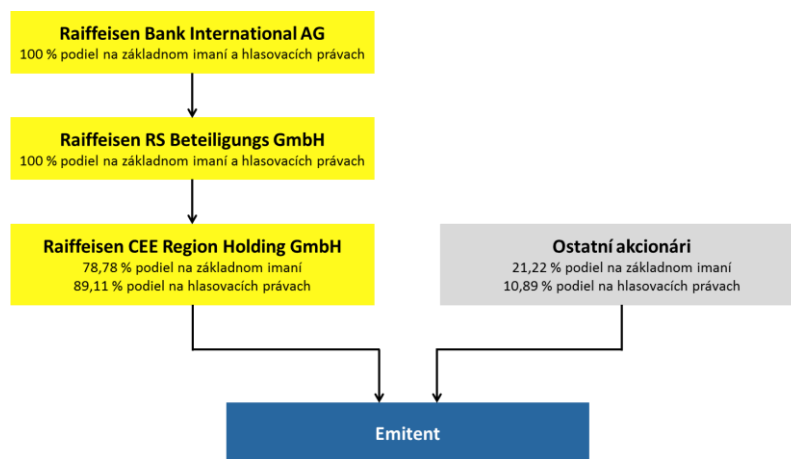 Raiffeisen Bank International AG
100 % podiel na základnom imaní a hlasovacích právach
Raiffeisen RS Beteiligungs GmbH
100 % podiel na základnom imaní a hlasovacích právach
Raiffeisen CEE Region Holding GmbH
78,78 % podiel na základnom imaní
89,11 % podiel na hlasovacích právach
Ostatní akcionári
21,22 % podiel na základnom imaní
10,89 % podiel na hlasovacích právach
Emitent